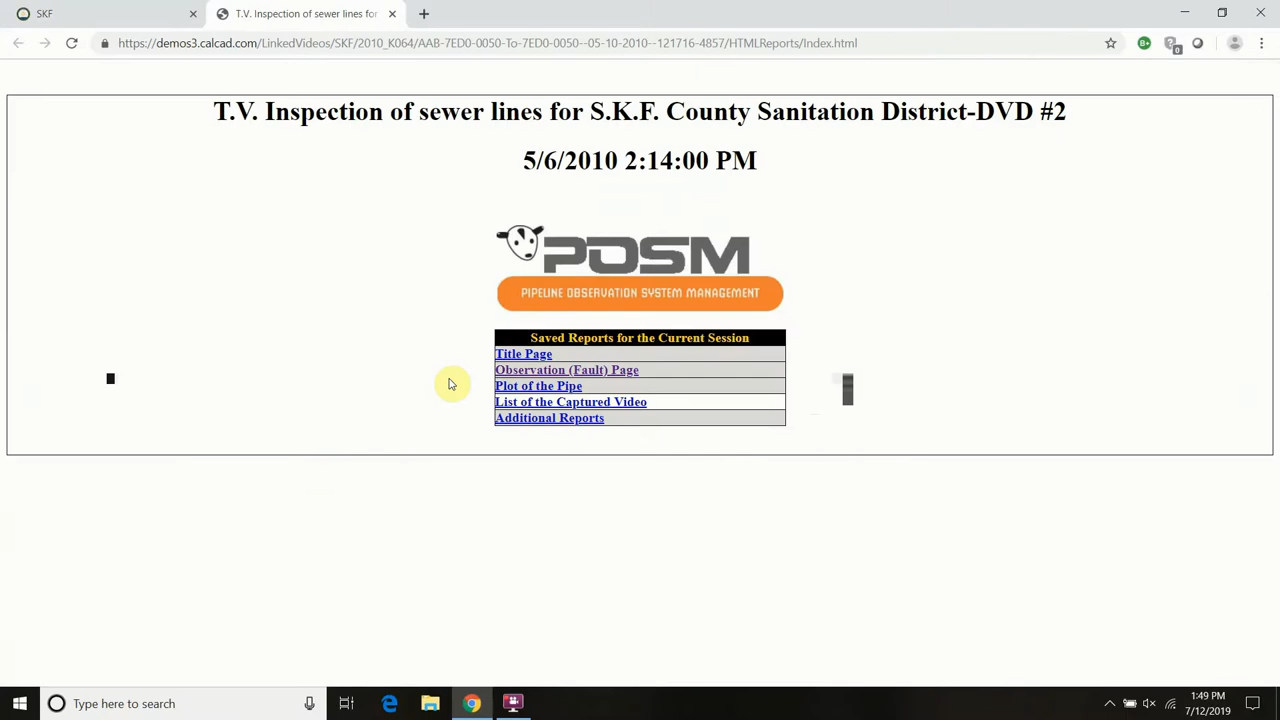 SKF
T.V. Inspection of sewer lines for
https://demos3.calcad.com/LinkedVideos/SKF/2010_K064/AAB-7ED0-0050-To-7ED0-0050--05-10-2010--121716-4857/HTMLReports/Index.html
T.V. Inspection of sewer lines for S.K.F. County Sanitation District-DVD #2
5/6/2010 2:14:00 PM
POSM
PIPELINE OBSERVATION SYSTEM MANAGEMENT
Saved Reports for the Current Session
Title Page
Observation (Fault) Page
Plot of the Pipe
List of the Captured Video
Additional Reports
Type here to search
1:49 PM
7/12/2019